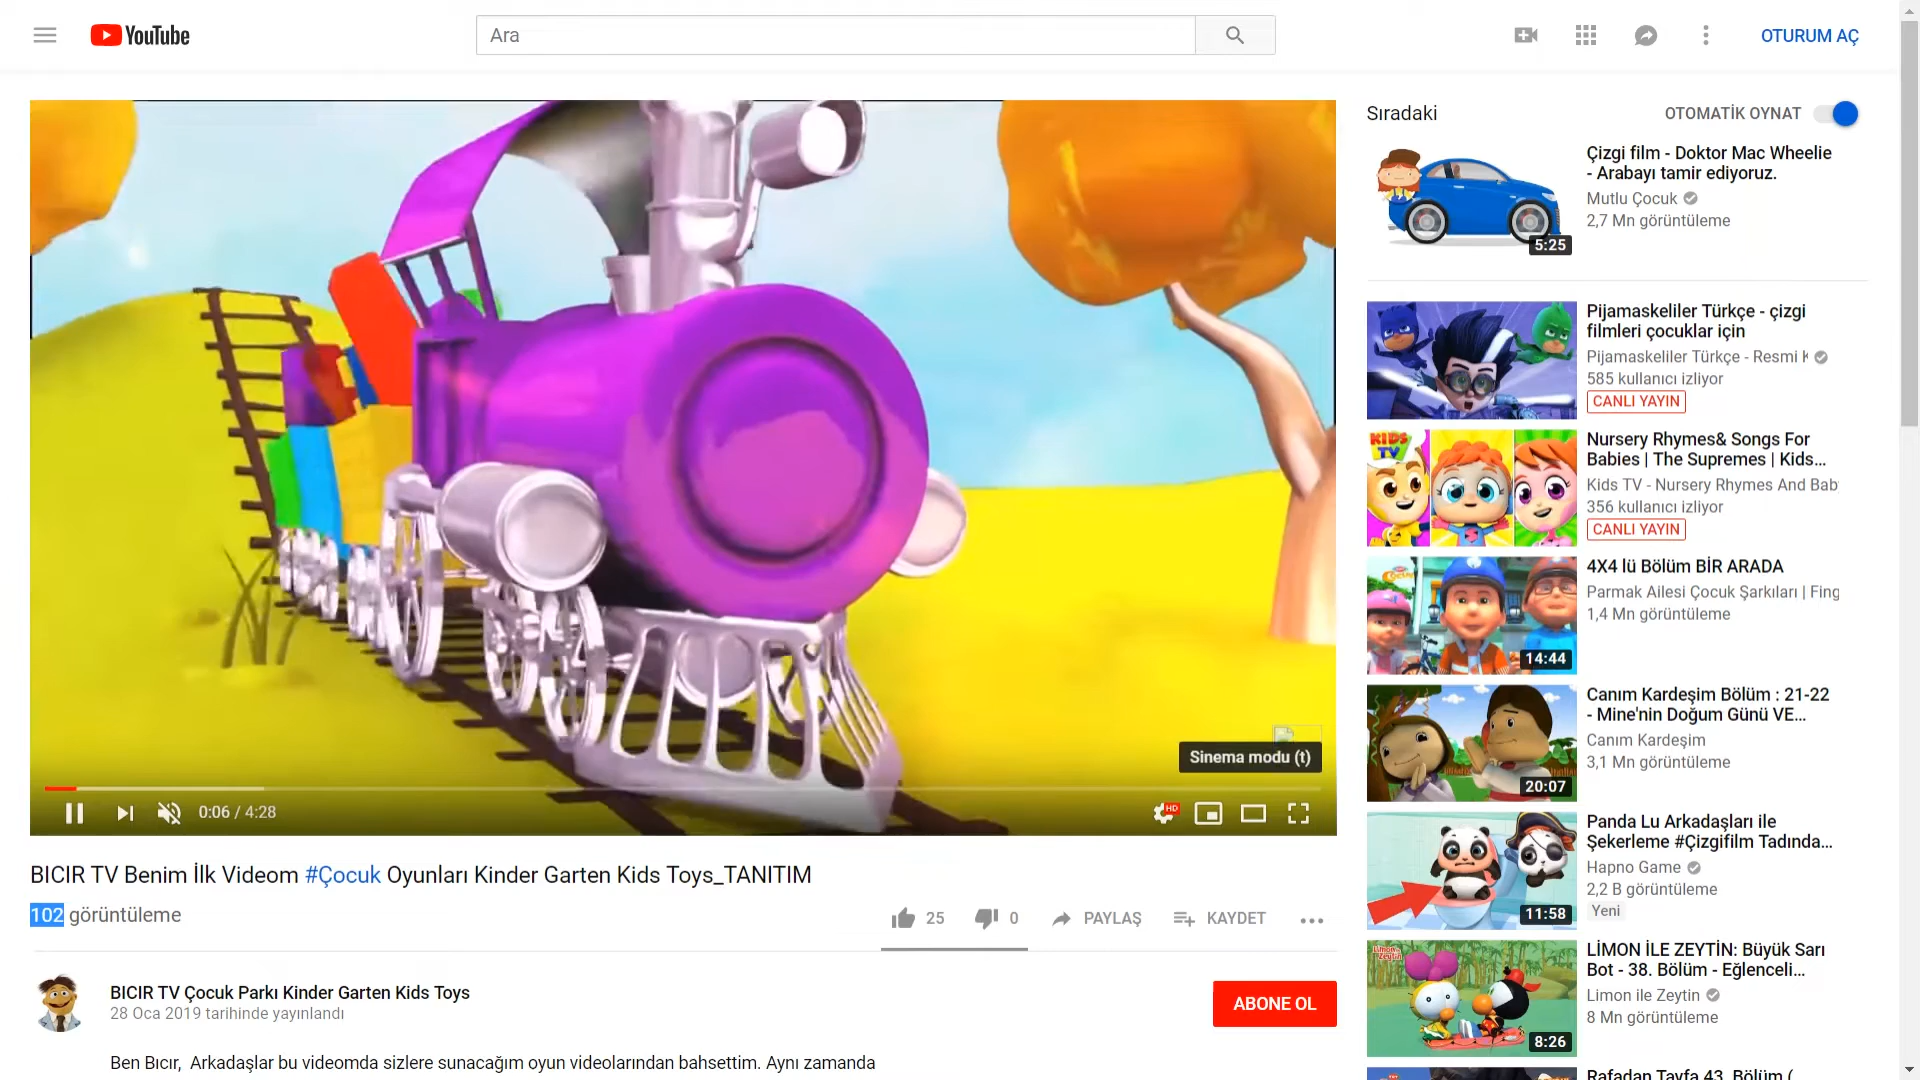 YouTube
Ara
OTURUM AÇ
Sinema modu (t)
0:06 / 4:28
HD
BICIR TV Benim İlk Videom #Çocuk Oyunları Kinder Garten Kids Toys_TANITIM
102 görüntüleme
25
0
PAYLAŞ
KAYDET
BICIR TV Çocuk Parkı Kinder Garten Kids Toys
28 Oca 2019 tarihinde yayınlandı
ABONE OL
Ben Bıcır, Arkadaşlar bu videomda sizlere sunacağım oyun videolarından bahsettim. Aynı zamanda
Sıradaki
OTOMATİK OYNAT
5:25
Çizgi film - Doktor Mac Wheelie
- Arabayı tamir ediyoruz.
Mutlu Çocuk
2,7 Mn görüntüleme
Pijamaskeliler Türkçe - çizgi
filmleri çocuklar için
Pijamaskeliler Türkçe - Resmi K
585 kullanıcı izliyor
CANLI YAYIN
KIDS
TV
Nursery Rhymes& Songs For
Babies | The Supremes | Kids...
Kids TV - Nursery Rhymes And Bab
356 kullanıcı izliyor
CANLI YAYIN
14:44
4X4 lü Bölüm BİR ARADA
Parmak Ailesi Çocuk Şarkıları | Fing
1,4 Mn görüntüleme
20:07
Canım Kardeşim Bölüm : 21-22
- Mine'nin Doğum Günü VE...
Canım Kardeşim
3,1 Mn görüntüleme
11:58
Panda Lu Arkadaşları ile
Şekerleme #Çizgifilm Tadında...
Hapno Game
2,2 B görüntüleme
Yeni
Limon ile
Zeytin
8:26
LİMON İLE ZEYTİN: Büyük Sarı
Bot - 38. Bölüm - Eğlenceli...
Limon ile Zeytin
8 Mn görüntüleme
Rafadan Tayfa 43. Bölüm (